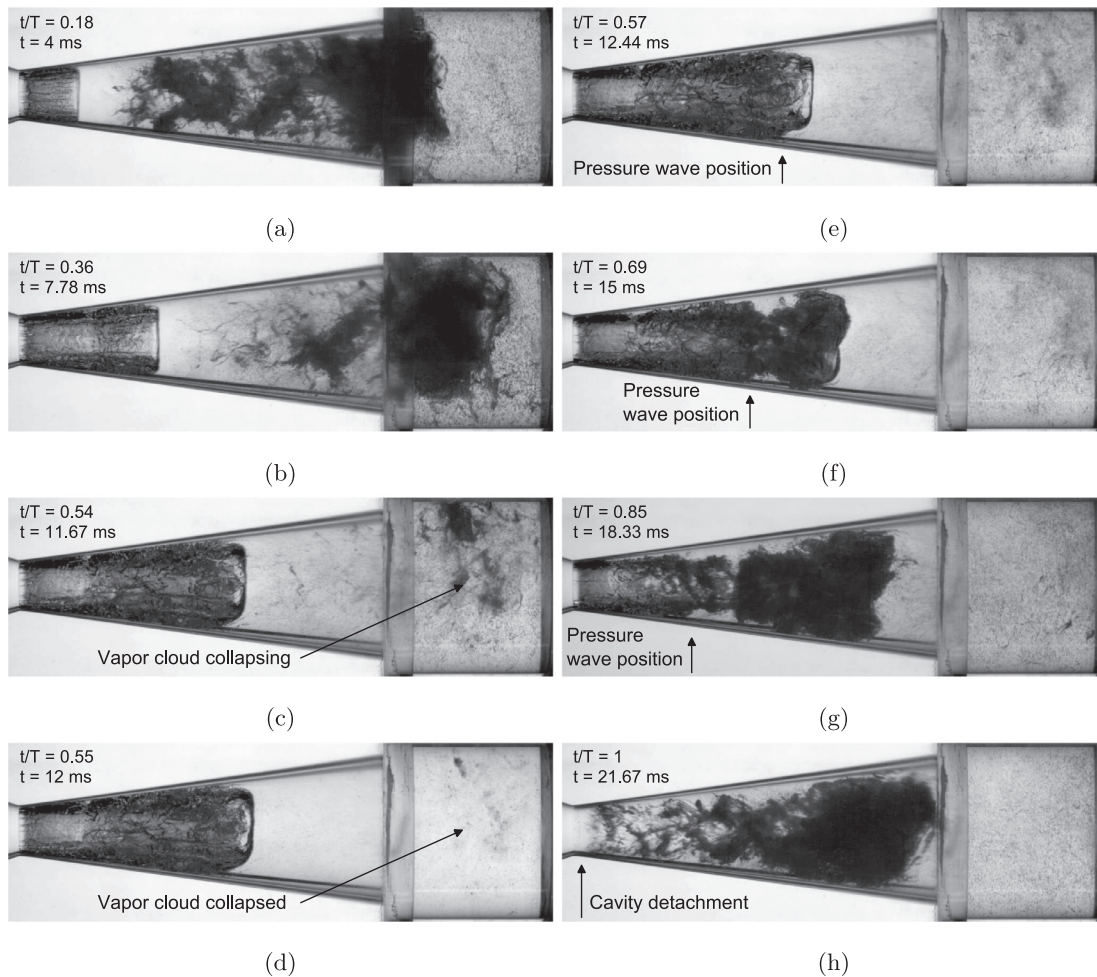 t/T = 0.18
t = 4 ms
(a)
t/T = 0.36
t = 7.78 ms
(b)
t/T = 0.54
t = 11.67 ms
Vapor cloud collapsing
(c)
t/T = 0.55
t = 12 ms
Vapor cloud collapsed
(d)
t/T = 0.57
t = 12.44 ms
Pressure wave position
(e)
t/T = 0.69
t = 15 ms
Pressure
wave position
(f)
t/T = 0.85
t = 18.33 ms
Pressure
wave position
(g)
t/T = 1
t = 21.67 ms
Cavity detachment
(h)